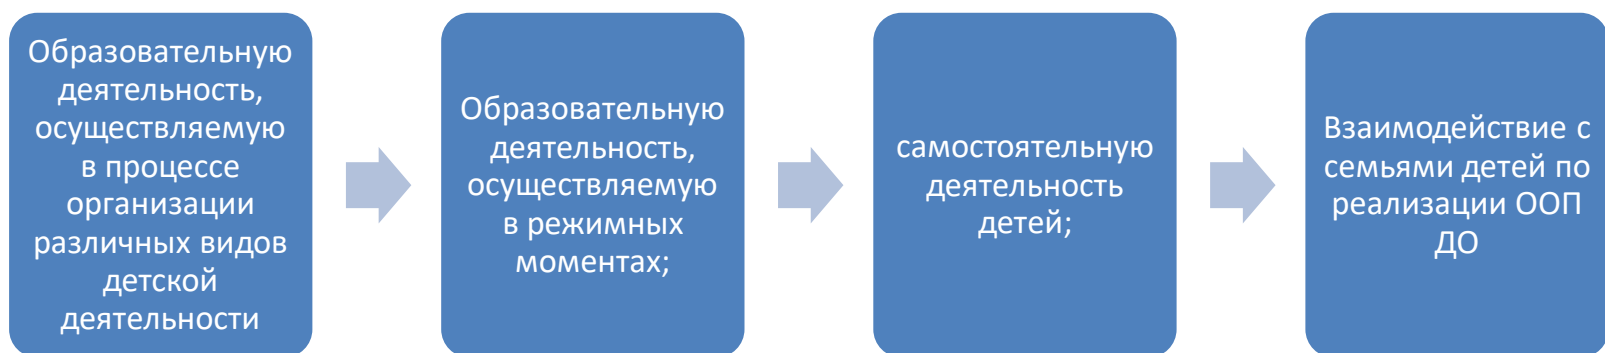 Образовательную
деятельность,
осуществляемую
в процессе
организации
различных видов
детской
деятельности
Образовательную
деятельность,
осуществляемую
в режимных
моментах;
самостоятельную
деятельность
детей;
Взаимодействие с
семьями детей по
реализации ООП
ДО